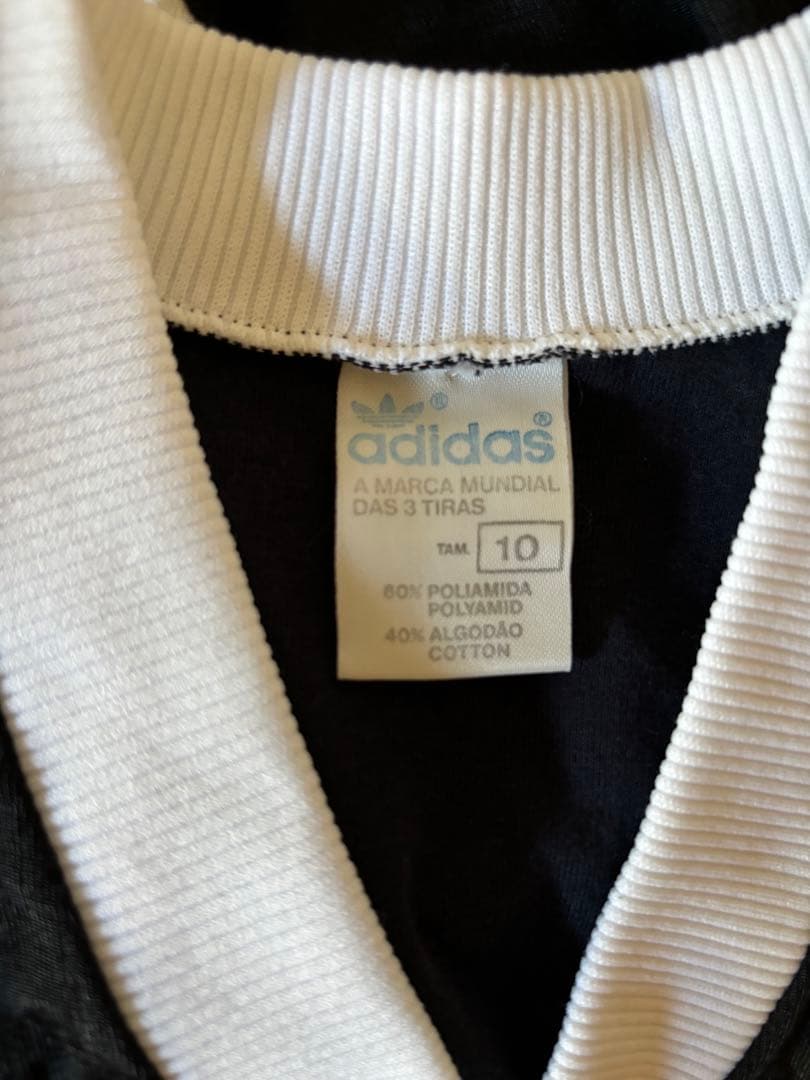 ®
adidas®
A MARCA MUNDIAL
DAS 3 TIRAS
TAM. 10
60% POLIAMIDA
POLYAMID
40% ALGODÃO
COTTON